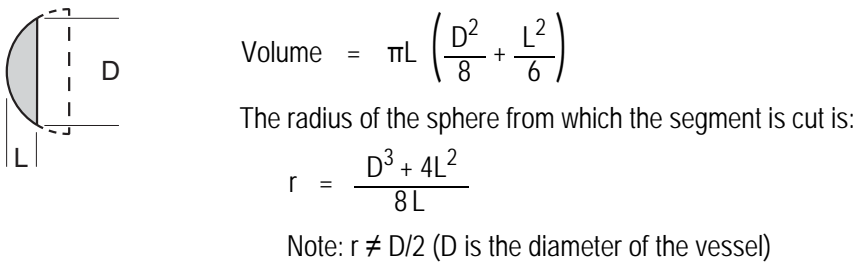 D
L
Volume = πL (D²/8 + L²/6)
The radius of the sphere from which the segment is cut is:
r = D³ + 4L² / 8L
Note: r ≠ D/2 (D is the diameter of the vessel)